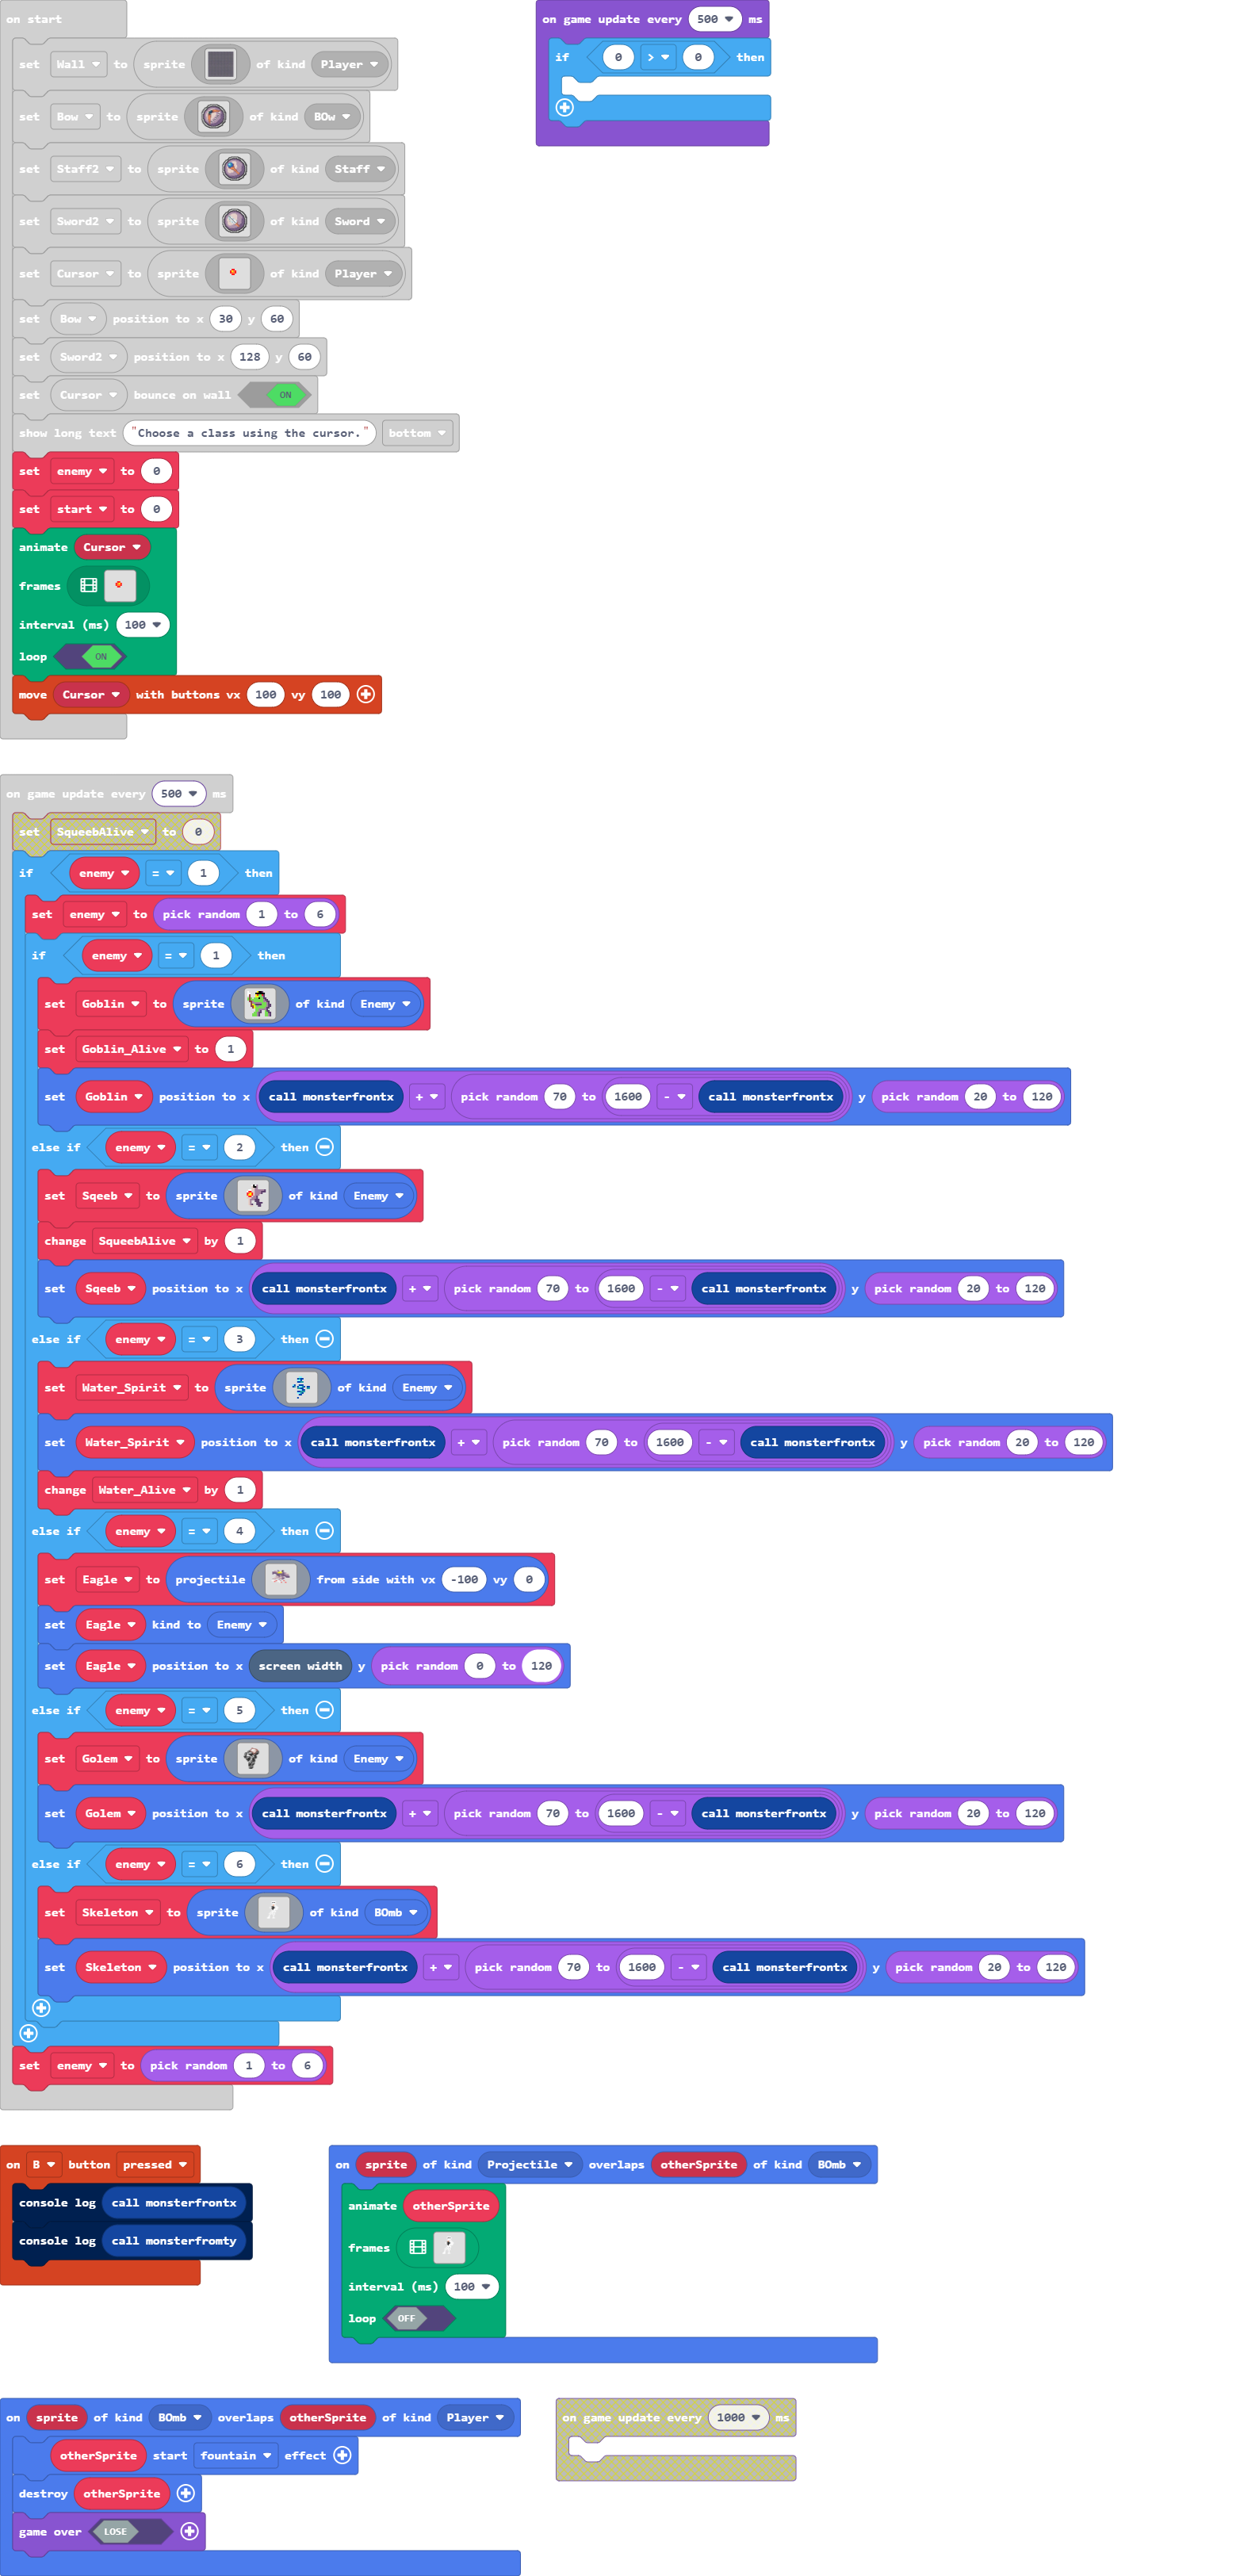 on start
set Wall to sprite of kind Player
set Bow to sprite of kind BOw
set Staff2 to sprite of kind Staff
set Sword2 to sprite of kind Sword
set Cursor to sprite of kind Player
set Bow position to x 30 y 60
set Sword2 position to x 128 y 60
set Cursor bounce on wall ON
show long text "Choose a class using the cursor." bottom
set enemy to 0
set start to 0
animate Cursor
frames
interval (ms) 100
loop ON
move Cursor with buttons vx 100 vy 100
on game update every 500 ms
if 0 > 0 then
on game update every 500 ms
set SqueebAlive to 0
if enemy = 1 then
set enemy to pick random 1 to 6
if enemy = 1 then
set Goblin to sprite of kind Enemy
set Goblin_Alive to 1
set Goblin position to x call monsterfrontx + pick random 70 to 1600 - call monsterfrontx y pick random 20 to 120
else if enemy = 2 then
set Sqeeb to sprite of kind Enemy
change SqueebAlive by 1
set Sqeeb position to x call monsterfrontx + pick random 70 to 1600 - call monsterfrontx y pick random 20 to 120
else if enemy = 3 then
set Water_Spirit to sprite of kind Enemy
set Water_Spirit position to x call monsterfrontx + pick random 70 to 1600 - call monsterfrontx y pick random 20 to 120
change Water_Alive by 1
else if enemy = 4 then
set Eagle to projectile from side with vx -100 vy 0
set Eagle kind to Enemy
set Eagle position to x screen width y pick random 0 to 120
else if enemy = 5 then
set Golem to sprite of kind Enemy
set Golem position to x call monsterfrontx + pick random 70 to 1600 - call monsterfrontx y pick random 20 to 120
else if enemy = 6 then
set Skeleton to sprite of kind BOmb
set Skeleton position to x call monsterfrontx + pick random 70 to 1600 - call monsterfrontx y pick random 20 to 120
set enemy to pick random 1 to 6
on B button pressed
console log call monsterfrontx
console log call monsterfromty
on sprite of kind Projectile overlaps otherSprite of kind BOmb
animate otherSprite
frames
interval (ms) 100
loop OFF
on sprite of kind BOmb overlaps otherSprite of kind Player
otherSprite start fountain effect
destroy otherSprite
game over LOSE
on game update every 1000 ms